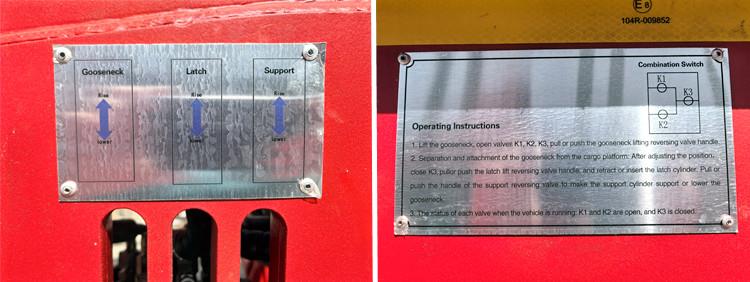 Gooseneck
Rise
lower
Latch
Rise
lower
Support
Rise
lower
E8
104R-009852
Combination Switch
K1
K3
K2
Operating Instructions
1. Lift the gooseneck, open valves K1, K2, K3, pull or push the gooseneck lifting reversing valve handle.
2. Separation and attachment of the gooseneck from the cargo platform: After adjusting the position,
close K3, pullor push the latch lift reversing valve handle, and retract or insert the latch cylinder. Pull or
push the handle of the support reversing valve to make the support cylinder support or lower the
gooseneck.
3. The status of each valve when the vehicle is running: K1 and K2 are open, and K3 is closed.